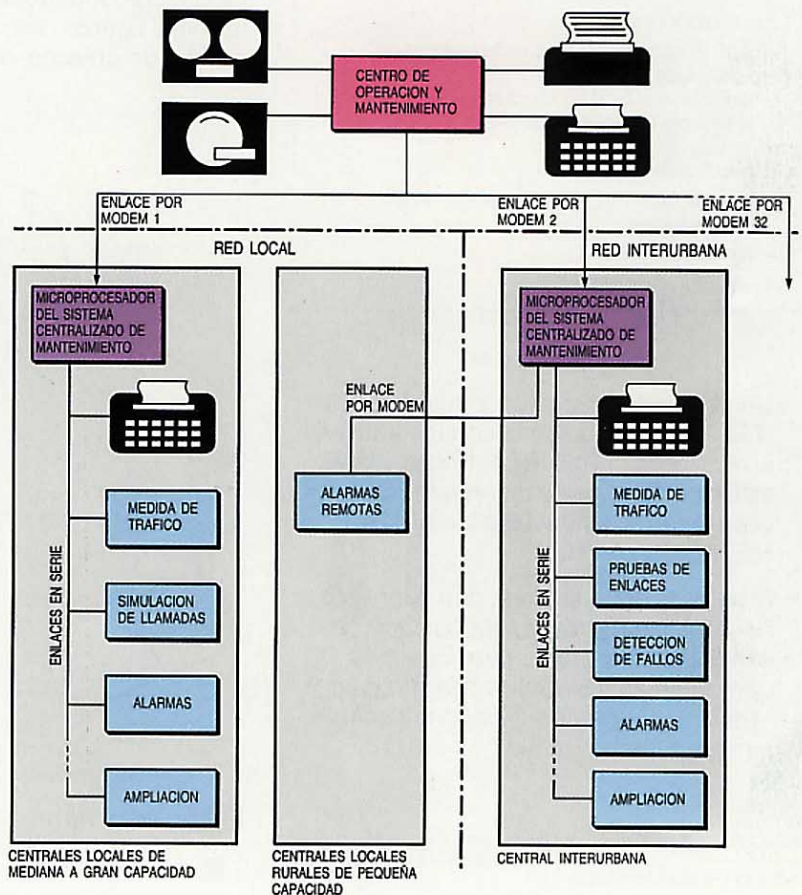 CENTRO DE
OPERACION Y
MANTENIMIENTO
ENLACE POR
MODEM 1
ENLACE POR
MODEM 2
ENLACE POR
MODEM 32
RED LOCAL
RED INTERURBANA
MICROPROCESADOR
DEL SISTEMA
CENTRALIZADO DE
MANTENIMIENTO
ENLACES EN SERIE
MEDIDA DE
TRAFICO
SIMULACION
DE LLAMADAS
ALARMAS
AMPLIACION
CENTRALES LOCALES DE
MEDIANA A GRAN CAPACIDAD
ENLACE
POR MODEM
ALARMAS
REMOTAS
CENTRALES LOCALES
RURALES DE PEQUEÑA
CAPACIDAD
MICROPROCESADOR
DEL SISTEMA
CENTRALIZADO DE
MANTENIMIENTO
ENLACES EN SERIE
MEDIDA DE
TRAFICO
PRUEBAS DE
ENLACES
DETECCION
DE FALLOS
ALARMAS
AMPLIACION
CENTRAL INTERURBANA